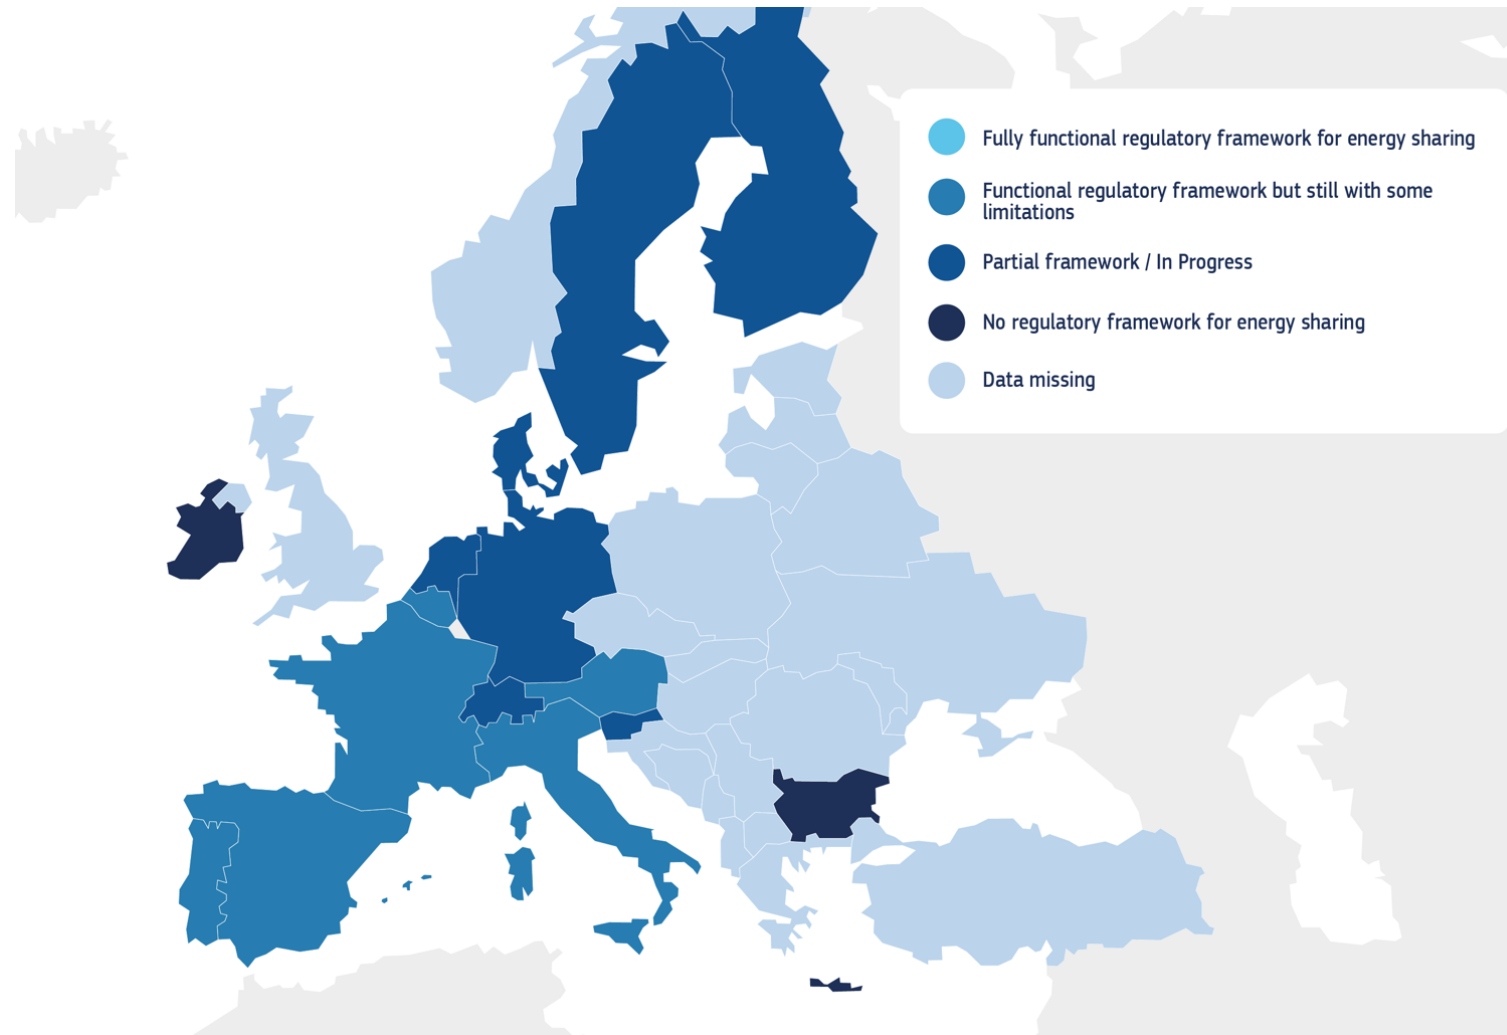 Fully functional regulatory framework for energy sharing
Functional regulatory framework but still with some
limitations
Partial framework / In Progress
No regulatory framework for energy sharing
Data missing